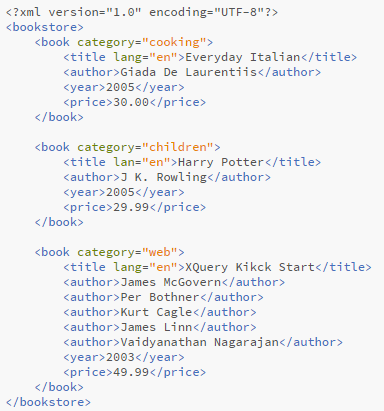 <?xml version="1.0" encoding="UTF-8"?>
<bookstore>
    <book category="cooking">
        <title lang="en">Everyday Italian</title>
        <author>Giada De Laurentiis</author>
        <year>2005</year>
        <price>30.00</price>
    </book>

    <book category="children">
        <title lan="en">Harry Potter</title>
        <author>J K. Rowling</author>
        <year>2005</year>
        <price>29.99</price>
    </book>

    <book category="web">
        <title lang="en">XQuery Kikck Start</title>
        <author>James McGovern</author>
        <author>Per Bothner</author>
        <author>Kurt Cagle</author>
        <author>James Linn</author>
        <author>Vaidyanathan Nagarajan</author>
        <year>2003</year>
        <price>49.99</price>
    </book>
</bookstore>